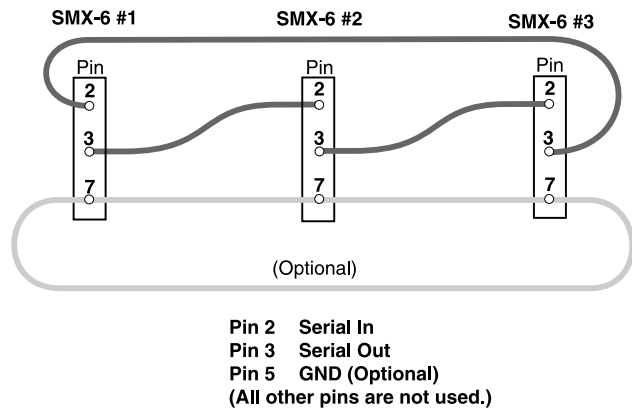 SMX-6 #1 SMX-6 #2 SMX-6 #3
Pin Pin Pin
2 2 2
3 3 3
7 7 7
(Optional)
Pin 2 Serial In
Pin 3 Serial Out
Pin 5 GND (Optional)
(All other pins are not used.)